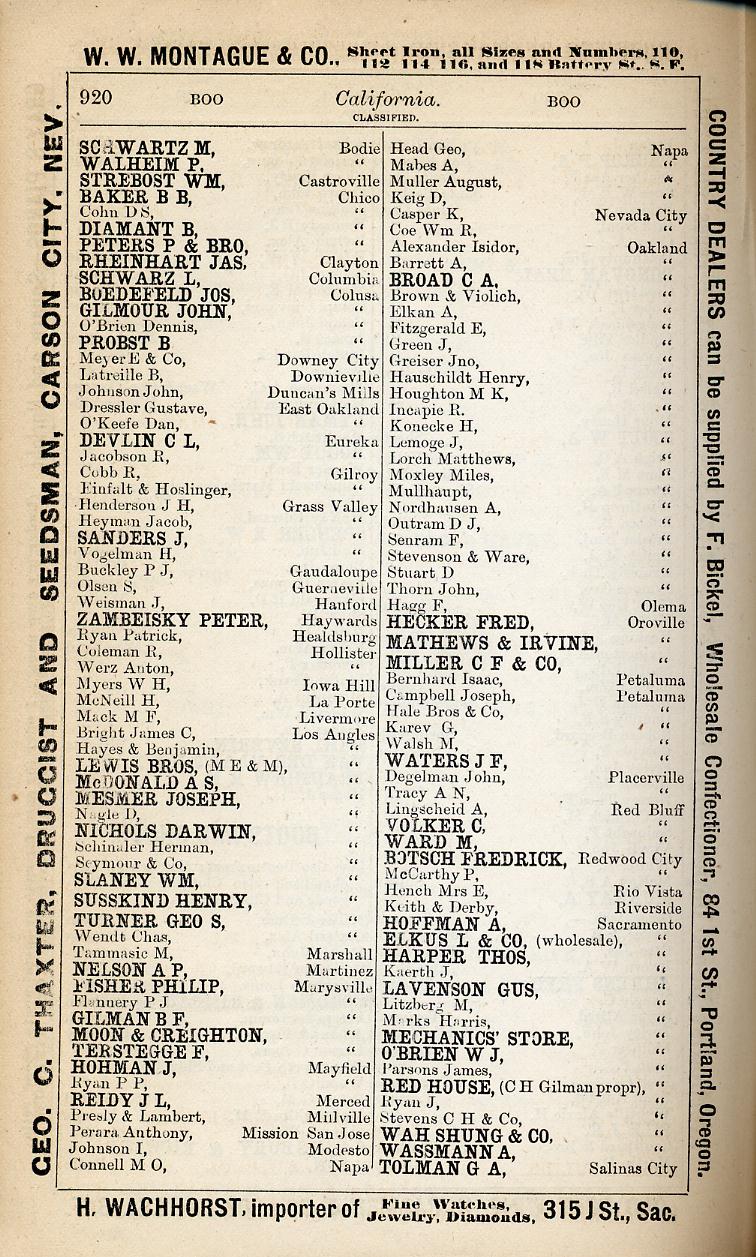 W. W. MONTAGUE & CO.. Sheet Iron, all Sizes and Numbers, 110,
112 114 116, and 118 Battery St.. S. F.
920 BOO California. BOO
CLASSIFIED.
SCHWARTZ M, Bodie
WALHEIM P, “
STREBOST WM, Castroville
BAKER B B, Chico
Cohn D S, “
DIAMANT B, “
PETERS P & BRO, “
RHEINHART JAS, Clayton
SCHWARZ L, Columbia
BOEDEFELD JOS, Colusa
GILMOUR JOHN, “
O'Brien Dennis, “
PROBST B “
Meyer E & Co, Downey City
Latreille B, Downieville
Johnson John, Duncan's Mills
Dressler Gustave, East Oakland
O'Keefe Dan, “
DEVLIN C L, Eureka
Jacobson R, “
Cobb R, Gilroy
Einfalt & Hoslinger, “
Henderson J H, Grass Valley
Heyman Jacob, “
SANDERS J, “
Vogelman H, “
Buckley P J, Gaudaloupe
Olsen S, Guerneville
Weisman J, Hanford
ZAMBEISKY PETER, Haywards
Ryan Patrick, Healdsburg
Coleman R, Hollister
Werz Anton, “
Myers W H, Iowa Hill
McNeill H, La Porte
Mack M F, Livermore
Bright James C, Los Angles
Hayes & Benjamin, “
LEWIS BROS, (M E & M), “
McDONALD A S, “
MESMER JOSEPH, “
Nagle D, “
NICHOLS DARWIN, “
Schindler Herman, “
Seymour & Co, “
SLANEY WM, “
SUSSKIND HENRY, “
TURNER GEO S, “
Wendt Chas, “
Tammasic M, Marshall
NELSON A P, Martinez
FISHER PHILIP, Marysville
Flannery P J “
GILMAN B F, “
MOON & CREIGHTON, “
TERSTEGGE F, “
HOHMAN J, Mayfield
Ryan P P, “
REIDY J L, Merced
Presly & Lambert, Millville
Perara Anthony, Mission San Jose
Johnson I, Modesto
Connell M O, Napa
Head Geo, Napa
Mabes A, “
Muller August, “
Keig D, “
Casper K, Nevada City
Coe Wm R, “
Alexander Isidor, Oakland
Barrett A, “
BROAD C A, “
Brown & Violich, “
Elkan A, “
Fitzgerald E, “
Green J, “
Greiser Jno, “
Hauschildt Henry, “
Houghton M K, “
Incapie R. “
Konecke H, “
Lemoge J, “
Lorch Matthews, “
Moxley Miles, “
Mullhaupt, “
Nordhausen A, “
Outram D J, “
Senram F, “
Stevenson & Ware, “
Stuart D “
Thorn John, “
Hagg F, Olema
HECKER FRED, Oroville
MATHEWS & IRVINE, “
MILLER C F & CO, “
Bernhard Isaac, Petaluma
Campbell Joseph, Petaluma
Hale Bros & Co, “
Karev G, “
Walsh M, “
WATERS J F, “
Degelman John, Placerville
Tracy A N, “
Lingscheid A, Red Bluff
VOLKER C, “
WARD M, “
BOTSCH FREDRICK, Redwood City
McCarthy P, “
Hench Mrs E, Rio Vista
Keith & Derby, Riverside
HOFFMAN A, Sacramento
ELKUS L & CO, (wholesale), “
HARPER THOS, “
Kaerth J, “
LAVENSON GUS, “
Litzberg M, “
Marks Harris, “
MECHANICS' STORE, “
O'BRIEN W J, “
Parsons James, “
RED HOUSE, (C H Gilman propr), “
Ryan J, “
Stevens C H & Co, “
WAH SHUNG & CO, “
WASSMANN A, “
TOLMAN G A, Salinas City
GEO. C. THAXTER, DRUGGIST AND SEEDSMAN, CARSON CITY, NEV.
COUNTRY DEALERS can be supplied by F. Bickel, Wholesale Confectioner, 84 1st St., Portland, Oregon.
H. WACHHORST, importer of Fine Watches, Jewelry, Diamonds, 315 J St., Sac.